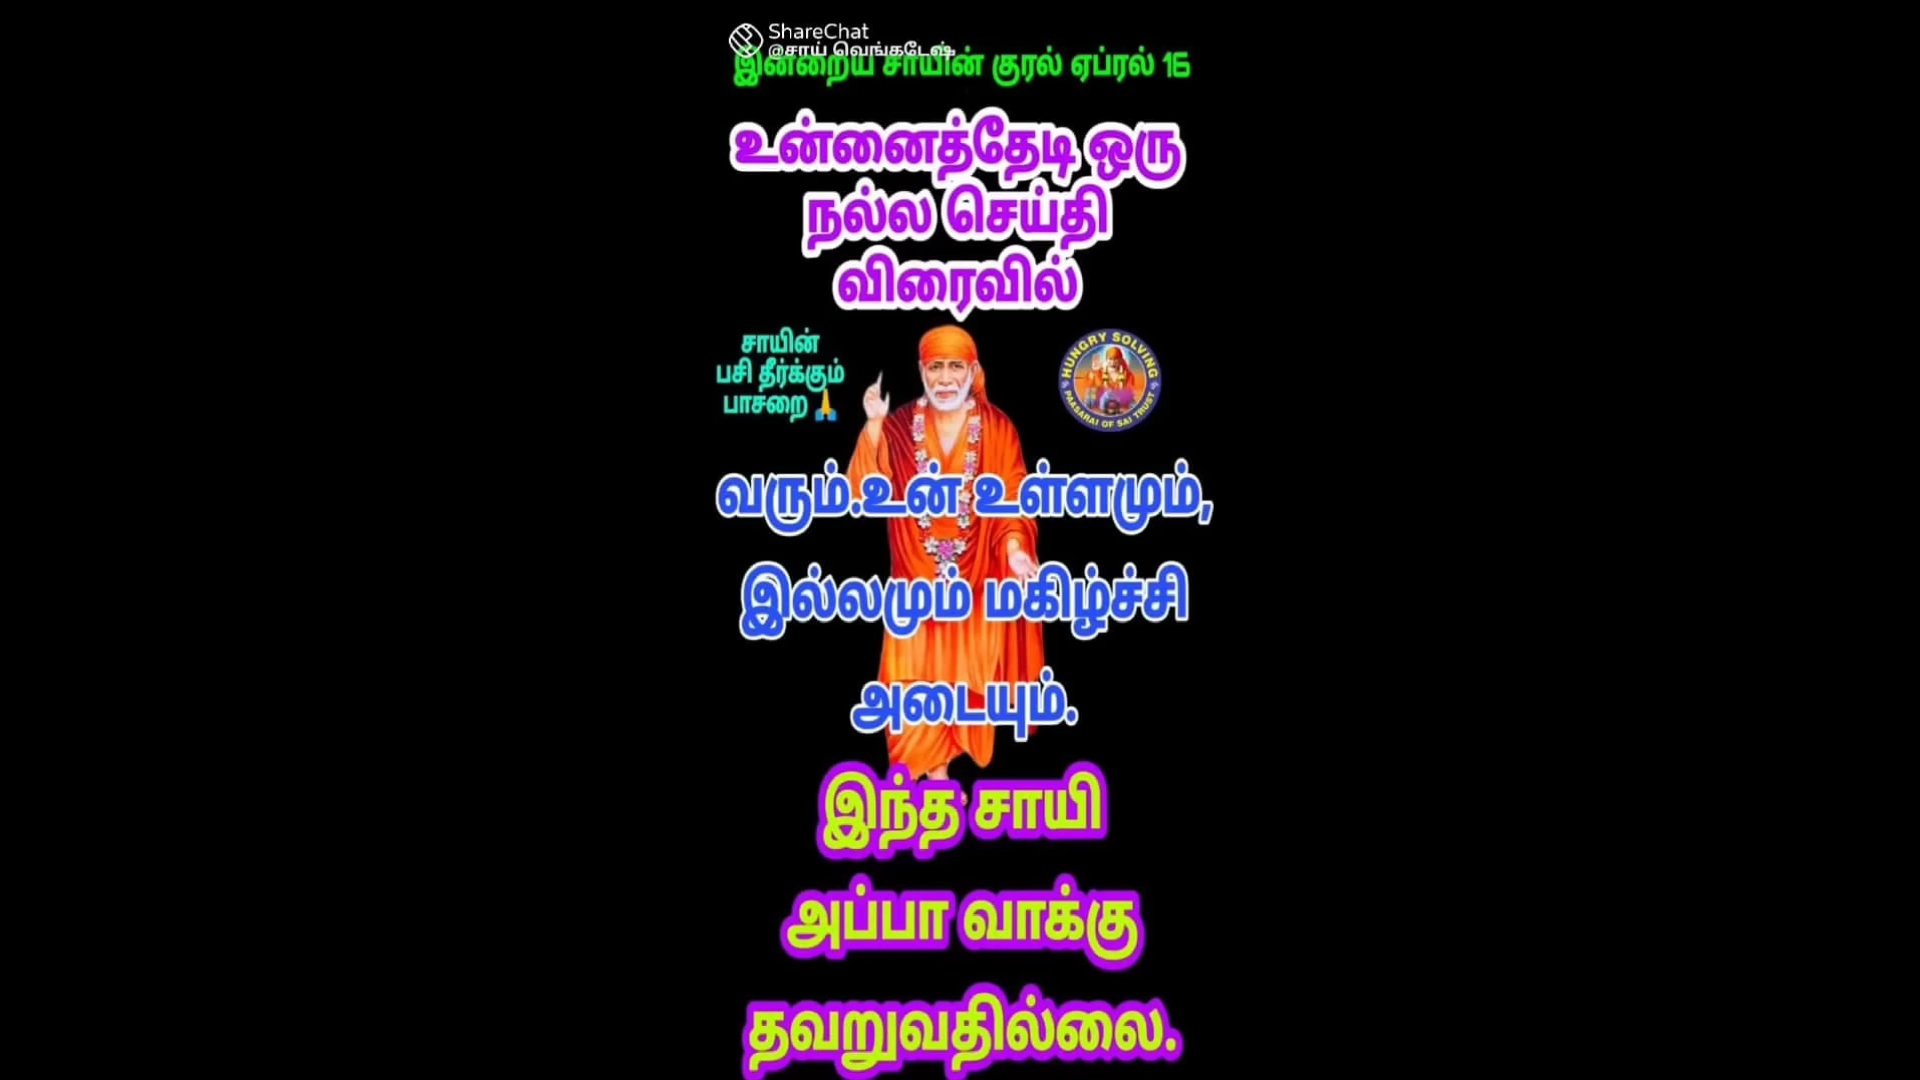 ShareChat
@சாய் வெங்கடேஷ்
இன்றைய சாயின் குரல் ஏப்ரல் 16
உன்னைத்தேடி ஒரு
நல்ல செய்தி
விரைவில்
சாயின்
பசி தீர்க்கும்
பாசறை 🙏
HUNGRY SOLVING
PAASARAI OF SAI TRUST
வரும்.உன் உள்ளமும்,
இல்லமும் மகிழ்ச்சி
அடையும்.
இந்த சாயி
அப்பா வாக்கு
தவறுவதில்லை.